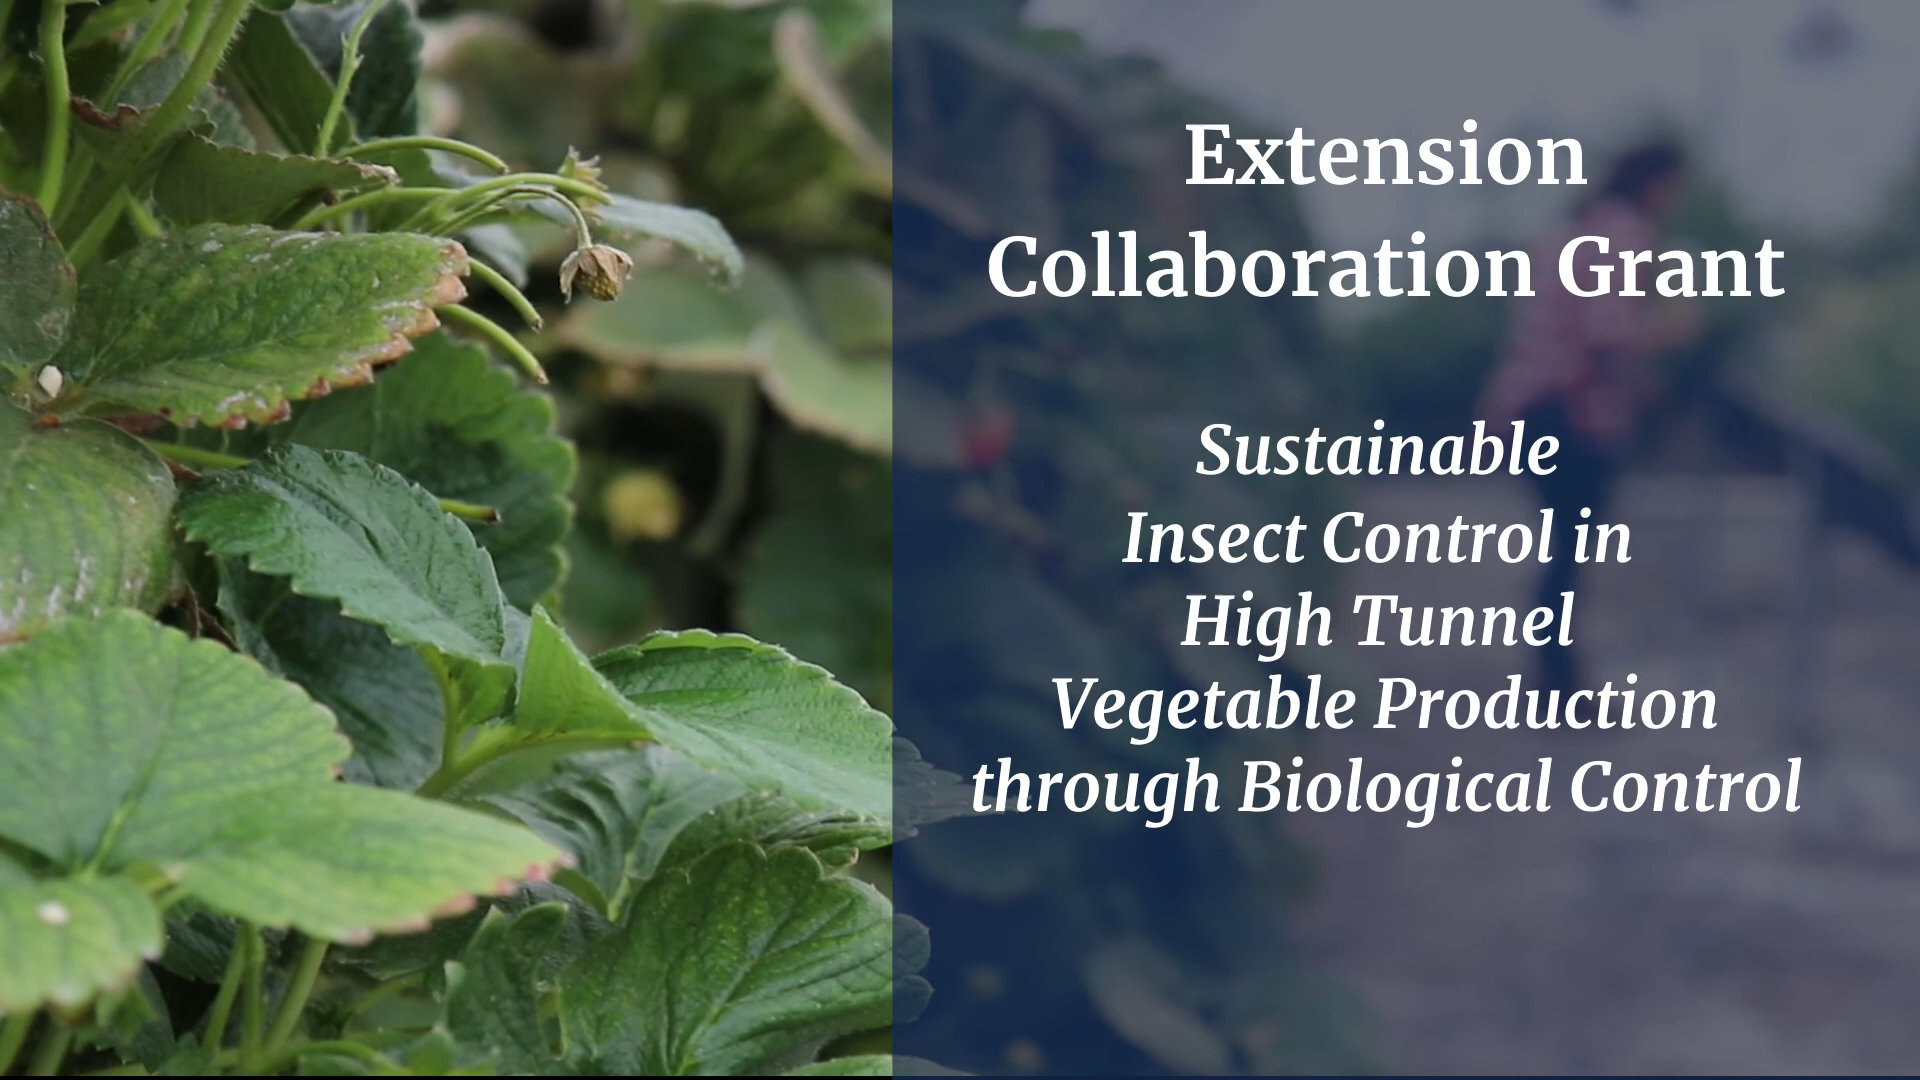 Extension
Collaboration Grant
Sustainable
Insect Control in
High Tunnel
Vegetable Production
through Biological Control